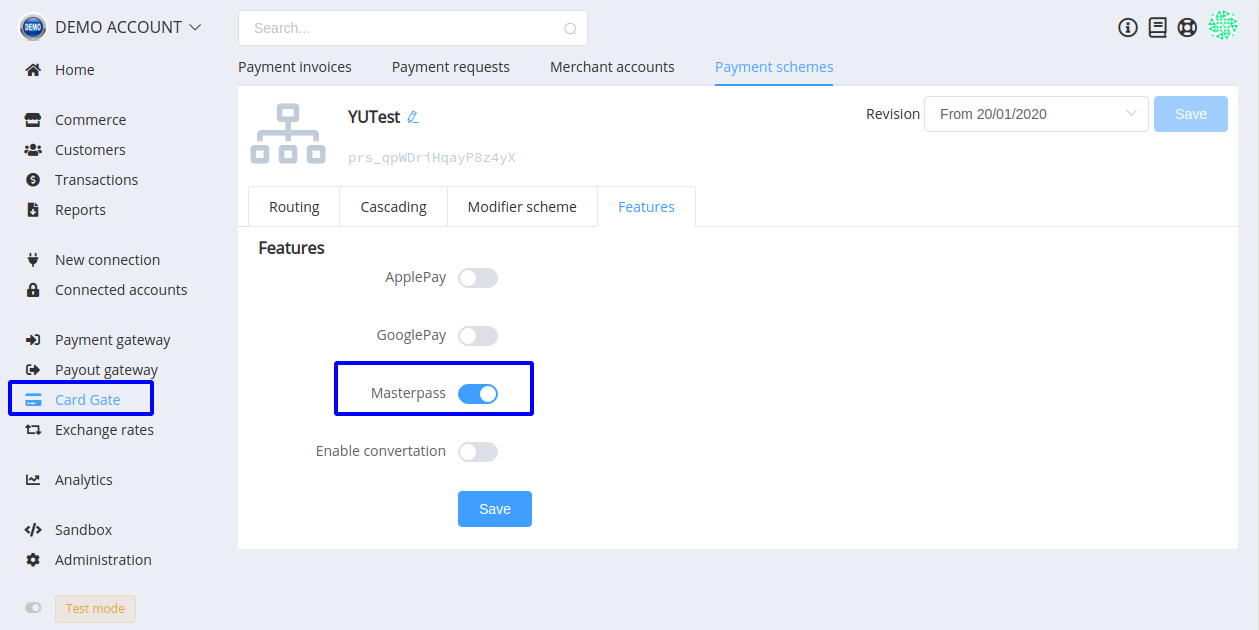 DEMO
DEMO ACCOUNT
Search...
Home
Commerce
Customers
Transactions
Reports
New connection
Connected accounts
Payment gateway
Payout gateway
Card Gate
Exchange rates
Analytics
Sandbox
Administration
Test mode
Payment invoices
Payment requests
Merchant accounts
Payment schemes
YUTest
prs_qpWDriHqayP8z4yX
Revision
From 20/01/2020
Save
Routing
Cascading
Modifier scheme
Features
Features
ApplePay
GooglePay
Masterpass
Enable convertation
Save